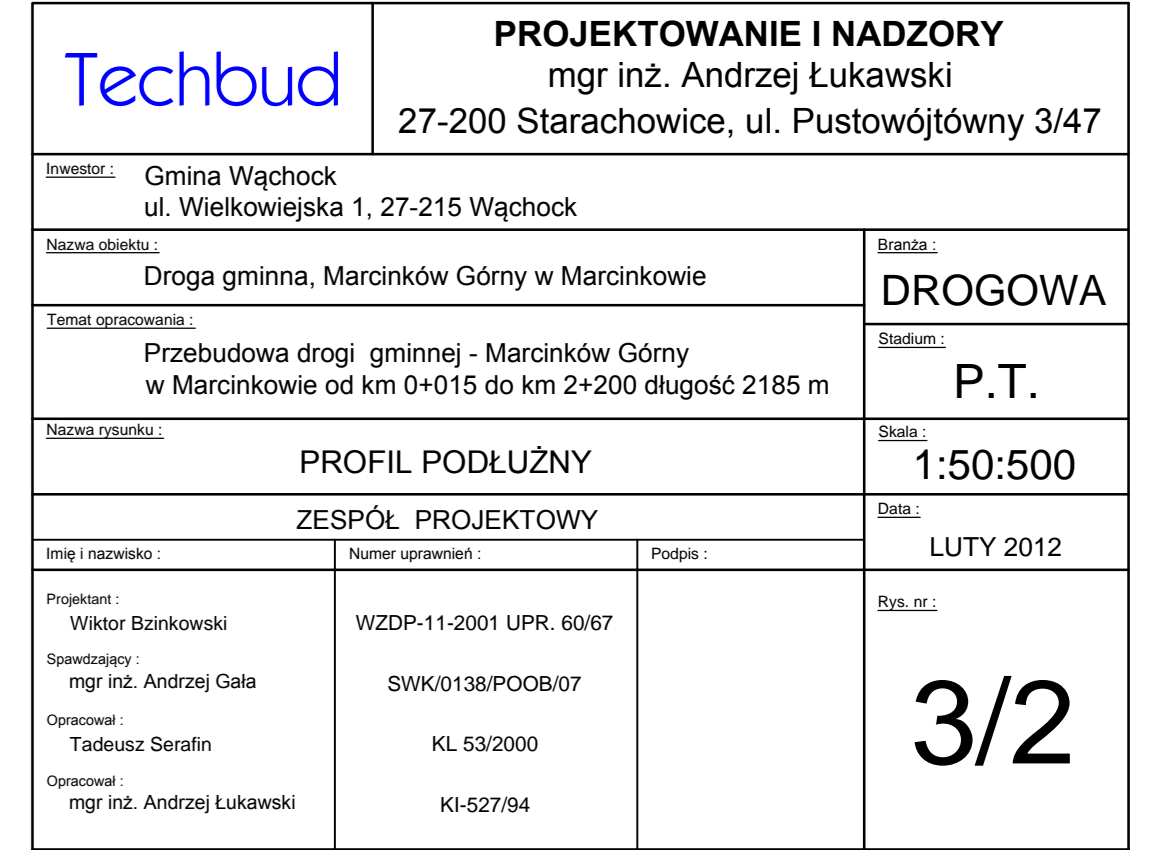 Techbud
PROJEKTOWANIE I NADZORY
mgr inż. Andrzej Łukawski
27-200 Starachowice, ul. Pustowójtówny 3/47
Inwestor :
Gmina Wąchock
ul. Wielkowiejska 1, 27-215 Wąchock
Nazwa obiektu :
Droga gminna, Marcinków Górny w Marcinkowie
Branża :
DROGOWA
Temat opracowania :
Przebudowa drogi gminnej - Marcinków Górny
w Marcinkowie od km 0+015 do km 2+200 długość 2185 m
Stadium :
P.T.
Nazwa rysunku :
PROFIL PODŁUŻNY
Skala :
1:50:500
ZESPÓŁ PROJEKTOWY
Data :
LUTY 2012
Imię i nazwisko :
Numer uprawnień :
Podpis :
Projektant :
Wiktor Bzinkowski
WZDP-11-2001 UPR. 60/67
Spawdzający :
mgr inż. Andrzej Gała
SWK/0138/POOB/07
Opracował :
Tadeusz Serafin
KL 53/2000
Opracował :
mgr inż. Andrzej Łukawski
KI-527/94
Rys. nr :
3/2